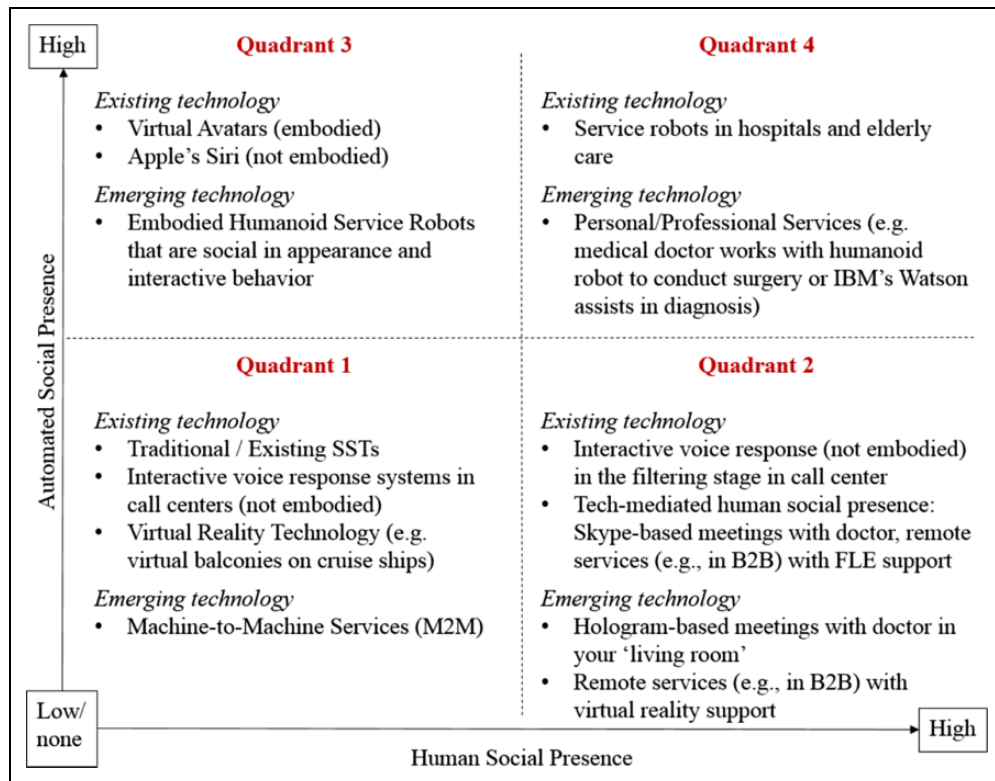 High
Quadrant 3
Existing technology
• Virtual Avatars (embodied)
• Apple’s Siri (not embodied)
Emerging technology
• Embodied Humanoid Service Robots
that are social in appearance and
interactive behavior
Quadrant 4
Existing technology
• Service robots in hospitals and elderly
care
Emerging technology
• Personal/Professional Services (e.g.
medical doctor works with humanoid
robot to conduct surgery or IBM’s Watson
assists in diagnosis)
Automated Social Presence
Quadrant 1
Existing technology
• Traditional / Existing SSTs
• Interactive voice response systems in
call centers (not embodied)
• Virtual Reality Technology (e.g.
virtual balconies on cruise ships)
Emerging technology
• Machine-to-Machine Services (M2M)
Quadrant 2
Existing technology
• Interactive voice response (not embodied)
in the filtering stage in call center
• Tech-mediated human social presence:
Skype-based meetings with doctor, remote
services (e.g., in B2B) with FLE support
Emerging technology
• Hologram-based meetings with doctor in
your ‘living room’
• Remote services (e.g., in B2B) with
virtual reality support
Low/
none
Human Social Presence
High